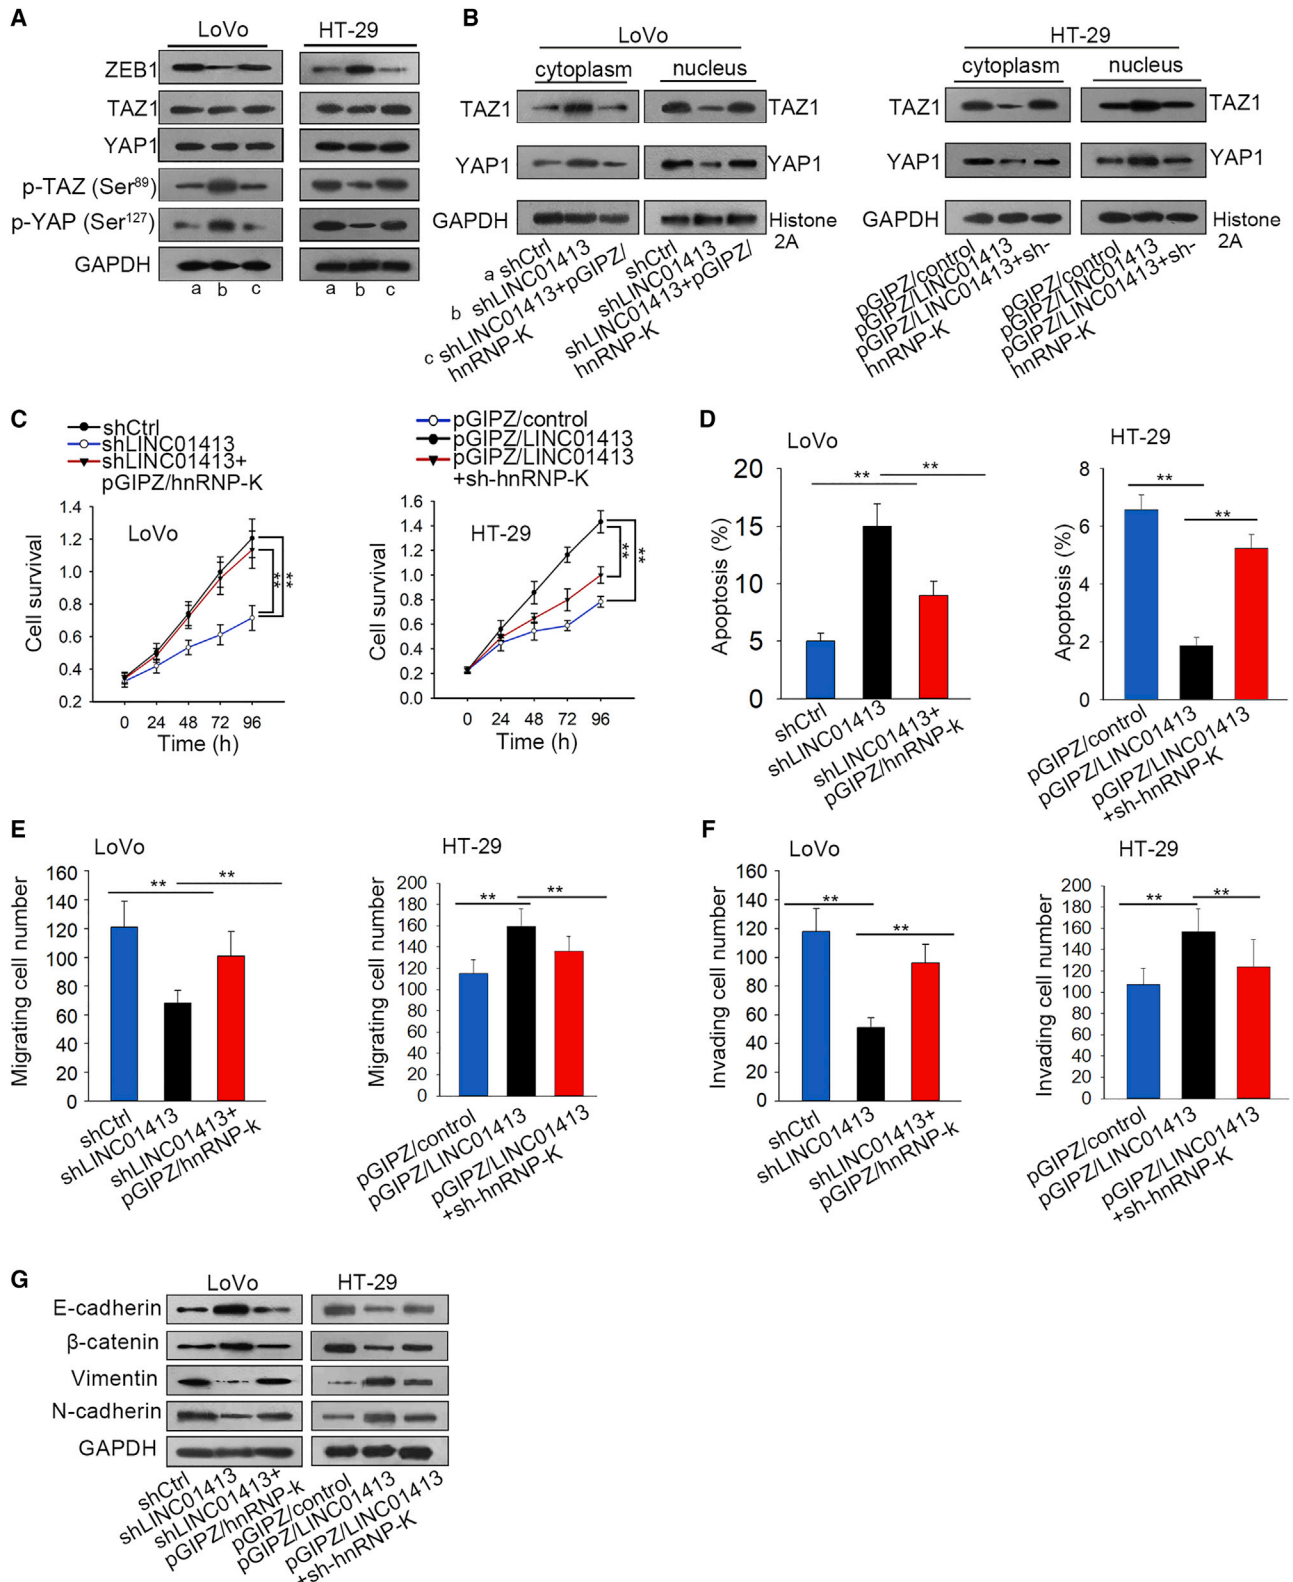 A
LoVo
HT-29
ZEB1
TAZ1
YAP1
p-TAZ (Ser89)
p-YAP (Ser127)
GAPDH
a b c
a b c
B
LoVo
cytoplasm
nucleus
TAZ1
TAZ1
YAP1
YAP1
GAPDH
Histone
2A
a shCtrl
b shLINC01413
c shLINC01413+pGIPZ/
hnRNP-K
shCtrl
shLINC01413
shLINC01413+pGIPZ/
hnRNP-K
HT-29
cytoplasm
nucleus
TAZ1
TAZ1
YAP1
YAP1
GAPDH
Histone
2A
pGIPZ/control
pGIPZ/LINC01413
pGIPZ/LINC01413+sh-
hnRNP-K
pGIPZ/control
pGIPZ/LINC01413
pGIPZ/LINC01413+sh-
hnRNP-K
C
shCtrl
shLINC01413
shLINC01413+
pGIPZ/hnRNP-K
LoVo
Cell survival
1.4
1.2
1.0
0.8
0.6
0.4
0.2
0 24 48 72 96
Time (h)
**
**
pGIPZ/control
pGIPZ/LINC01413
pGIPZ/LINC01413
+sh-hnRNP-K
HT-29
Cell survival
1.6
1.4
1.2
1.0
0.8
0.6
0.4
0.2
0.0
0 24 48 72 96
Time (h)
**
**
D
LoVo
Apoptosis (%)
20
15
10
5
0
**
**
shCtrl
shLINC01413
shLINC01413+
pGIPZ/hnRNP-k
HT-29
Apoptosis (%)
8
6
4
2
0
**
**
pGIPZ/control
pGIPZ/LINC01413
pGIPZ/LINC01413
+sh-hnRNP-K
E
LoVo
Migrating cell number
160
140
120
100
80
60
40
20
0
**
**
shCtrl
shLINC01413
shLINC01413+
pGIPZ/hnRNP-k
HT-29
Migrating cell number
200
180
160
140
120
100
80
60
40
20
0
**
**
pGIPZ/control
pGIPZ/LINC01413
pGIPZ/LINC01413
+sh-hnRNP-K
F
LoVo
Invading cell number
160
140
120
100
80
60
40
20
0
**
**
shCtrl
shLINC01413
shLINC01413+
pGIPZ/hnRNP-k
HT-29
Invading cell number
200
180
160
140
120
100
80
60
40
20
0
**
**
pGIPZ/control
pGIPZ/LINC01413
pGIPZ/LINC01413
+sh-hnRNP-K
G
LoVo
HT-29
E-cadherin
β-catenin
Vimentin
N-cadherin
GAPDH
shCtrl
shLINC01413
shLINC01413+
pGIPZ/hnRNP-k
pGIPZ/control
pGIPZ/LINC01413
pGIPZ/LINC01413
+sh-hnRNP-K